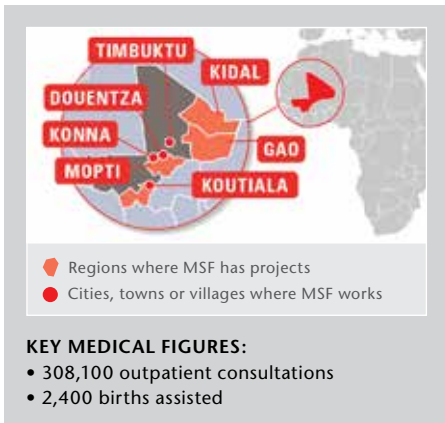 TIMBUKTU
KIDAL
DOUENTZA
KONNA
GAO
MOPTI
KOUTIALA
Regions where MSF has projects
Cities, towns or villages where MSF works
KEY MEDICAL FIGURES:
• 308,100 outpatient consultations
• 2,400 births assisted